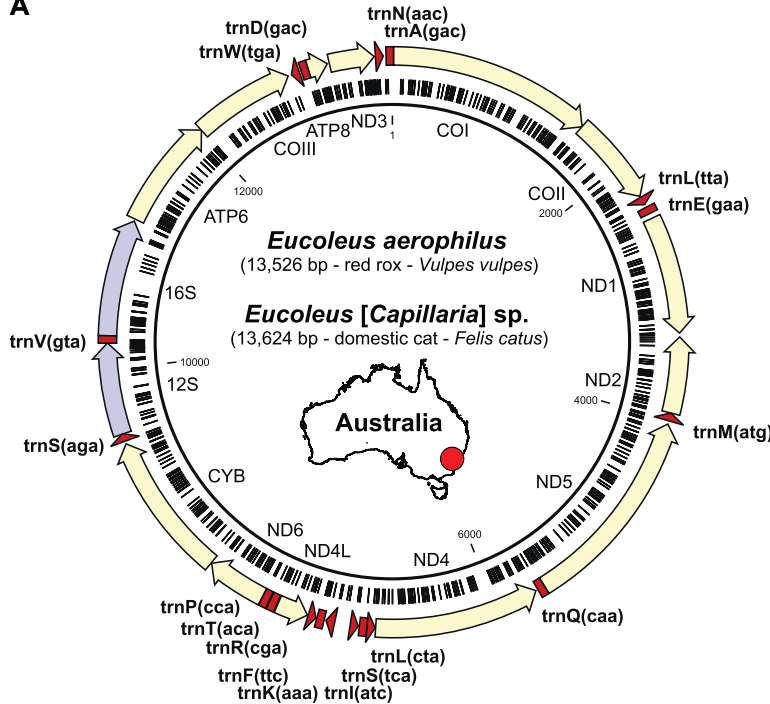 A
trnN(aac)
trnD(gac)
trnA(gac)
trnW(tga)
ND3
1
ATP8
COI
COIII
trnL(tta)
12000
COII
trnE(gaa)
2000
ATP6
Eucoleus aerophilus
(13,526 bp - red rox - Vulpes vulpes)
ND1
16S
Eucoleus [Capillaria] sp.
(13,624 bp - domestic cat - Felis catus)
trnV(gta)
10000
12S
ND2
4000
Australia
trnM(atg)
trnS(aga)
CYB
ND5
ND6
6000
ND4L
ND4
trnP(cca)
trnQ(caa)
trnT(aca)
trnR(cga)
trnL(cta)
trnF(ttc)
trnS(tca)
trnK(aaa)
trnI(atc)